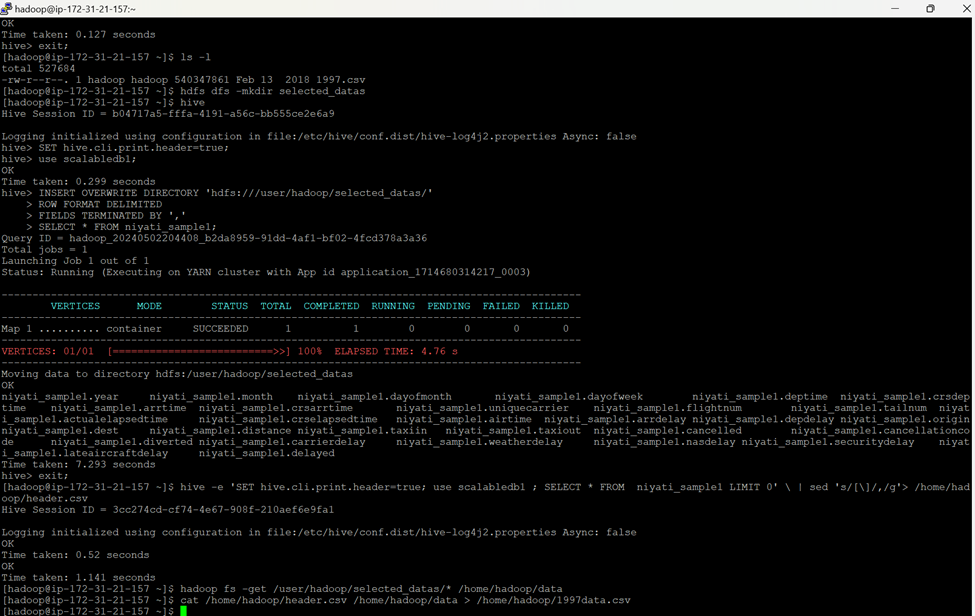 hadoop@ip-172-31-21-157:~
OK
Time taken: 0.127 seconds
hive> exit;
[hadoop@ip-172-31-21-157 ~]$ ls -l
total 527684
-rw-r--r--. 1 hadoop hadoop 540347861 Feb 13  2018 1997.csv
[hadoop@ip-172-31-21-157 ~]$ hdfs dfs -mkdir selected_datas
[hadoop@ip-172-31-21-157 ~]$ hive
Hive Session ID = b04717a5-fffa-4191-a56c-bb555ce2e6a9
Logging initialized using configuration in file:/etc/hive/conf.dist/hive-log4j2.properties Async: false
hive> SET hive.cli.print.header=true;
hive> use scalabledb1;
OK
Time taken: 0.299 seconds
hive> INSERT OVERWRITE DIRECTORY 'hdfs:///user/hadoop/selected_datas/'
    > ROW FORMAT DELIMITED
    > FIELDS TERMINATED BY ','
    > SELECT * FROM niyati_sample1;
Query ID = hadoop_20240502204408_b2da8959-91dd-4af1-bf02-4fcd378a3a36
Total jobs = 1
Launching Job 1 out of 1
Status: Running (Executing on YARN cluster with App id application_1714680314217_0003)
----------------------------------------------------------------------------------------------
        VERTICES      MODE        STATUS  TOTAL  COMPLETED  RUNNING  PENDING  FAILED  KILLED
----------------------------------------------------------------------------------------------
Map 1 .......... container     SUCCEEDED      1          1        0        0       0       0
----------------------------------------------------------------------------------------------
VERTICES: 01/01  [==========================>>] 100%  ELAPSED TIME: 4.76 s
----------------------------------------------------------------------------------------------
Moving data to directory hdfs:/user/hadoop/selected_datas
OK
niyati_sample1.year     niyati_sample1.month    niyati_sample1.dayofmonth       niyati_sample1.dayofweek        niyati_sample1.deptime  niyati_sample1.crsdep
time    niyati_sample1.arrtime  niyati_sample1.crsarrtime       niyati_sample1.uniquecarrier    niyati_sample1.flightnum        niyati_sample1.tailnum  niyat
i_sample1.actualelapsedtime     niyati_sample1.crselapsedtime   niyati_sample1.airtime  niyati_sample1.arrdelay niyati_sample1.depdelay niyati_sample1.origin
niyati_sample1.dest     niyati_sample1.distance niyati_sample1.taxiin   niyati_sample1.taxiout  niyati_sample1.cancelled        niyati_sample1.cancellationco
de      niyati_sample1.diverted niyati_sample1.carrierdelay     niyati_sample1.weatherdelay     niyati_sample1.nasdelay niyati_sample1.securitydelay    niyat
i_sample1.lateaircraftdelay     niyati_sample1.delayed
Time taken: 7.293 seconds
hive> exit;
[hadoop@ip-172-31-21-157 ~]$ hive -e 'SET hive.cli.print.header=true; use scalabledb1 ; SELECT * FROM  niyati_sample1 LIMIT 0' \ | sed 's/[\]/,/g'> /home/had
oop/header.csv
Hive Session ID = 3cc274cd-cf74-4e67-908f-210aef6e9fa1
Logging initialized using configuration in file:/etc/hive/conf.dist/hive-log4j2.properties Async: false
OK
Time taken: 0.52 seconds
OK
Time taken: 1.141 seconds
[hadoop@ip-172-31-21-157 ~]$ hadoop fs -get /user/hadoop/selected_datas/* /home/hadoop/data
[hadoop@ip-172-31-21-157 ~]$ cat /home/hadoop/header.csv /home/hadoop/data > /home/hadoop/1997data.csv
[hadoop@ip-172-31-21-157 ~]$